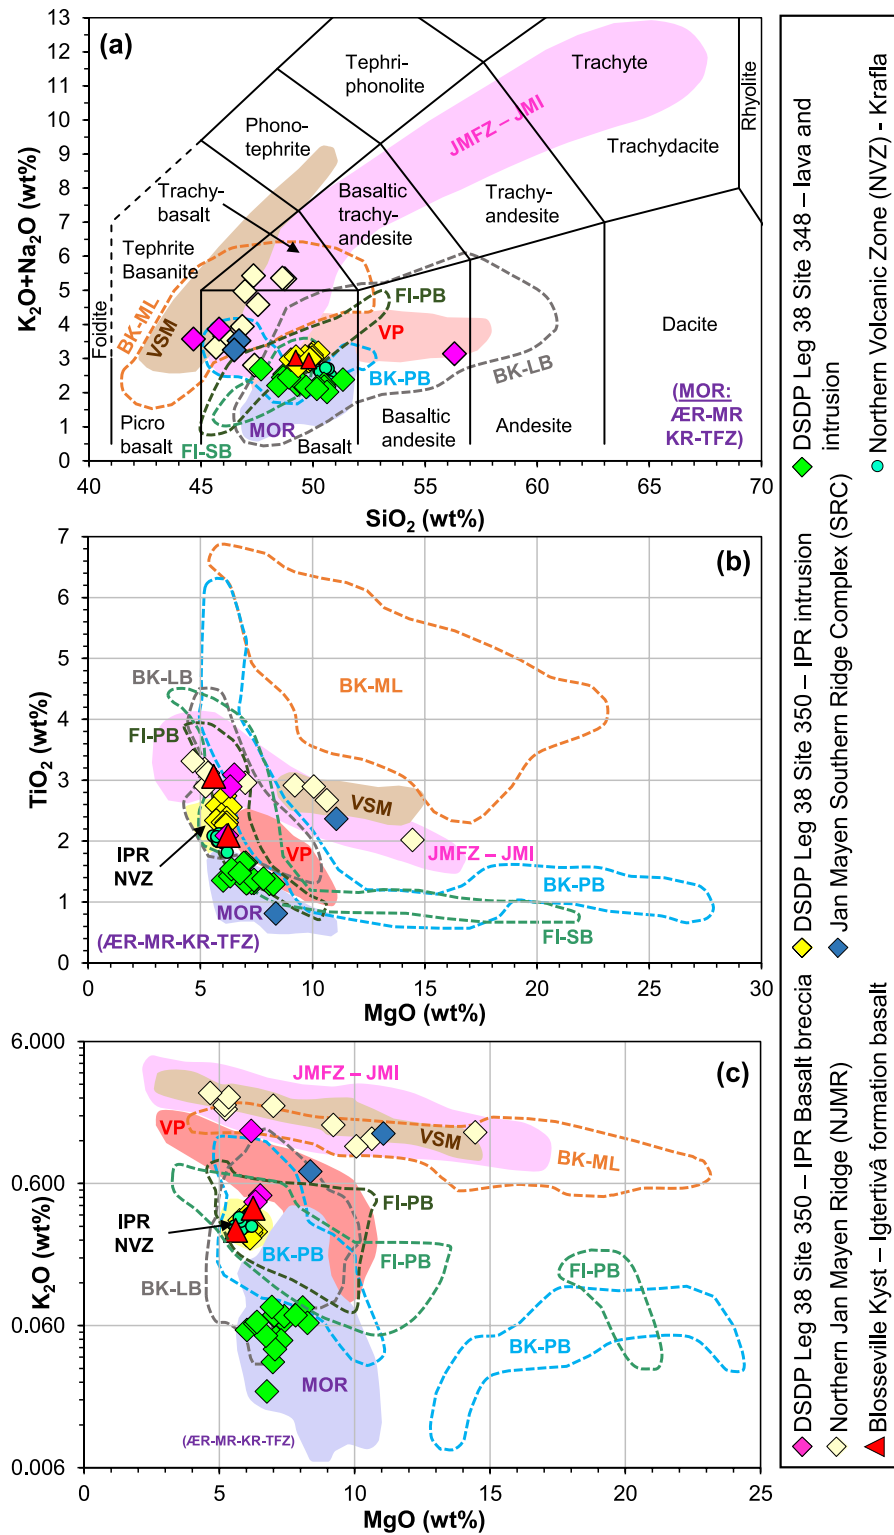 (a)
13
12
11
10
9
8
7
6
5
4
3
2
1
0
K₂O+Na₂O (wt%)
40
45
50
55
60
65
70
SiO₂ (wt%)
Tephri-
phonolite
Trachyte
Rhyolite
JMFZ – JMI
Phono-
tephrite
Trachydacite
Trachy-
basalt
Basaltic
trachy-
andesite
Trachy-
andesite
Tephrite
Basanite
Foidite
BK-ML
VSM
FI-PB
VP
BK-PB
BK-LB
Dacite
Picro
basalt
FI-SB
MOR
Basalt
Basaltic
andesite
Andesite
(MOR:
ÆR-MR
KR-TFZ)
(b)
7
6
5
4
3
2
1
0
TiO₂ (wt%)
0
5
10
15
20
25
30
MgO (wt%)
BK-LB
BK-ML
FI-PB
VSM
IPR
NVZ
VP
JMFZ – JMI
BK-PB
MOR
(ÆR-MR-KR-TFZ)
FI-SB
(c)
6.000
0.600
0.060
0.006
K₂O (wt%)
0
5
10
15
20
25
MgO (wt%)
JMFZ – JMI
VP
VSM
BK-ML
FI-PB
IPR
NVZ
BK-PB
FI-PB
FI-PB
BK-LB
BK-PB
MOR
(ÆR-MR-KR-TFZ)
DSDP Leg 38 Site 350 – IPR Basalt breccia
DSDP Leg 38 Site 350 – IPR intrusion
DSDP Leg 38 Site 348 – lava and
intrusion
Northern Jan Mayen Ridge (NJMR)
Jan Mayen Southern Ridge Complex (SRC)
Northern Volcanic Zone (NVZ) - Krafla
Blosseville Kyst – Igtertivâ formation basalt